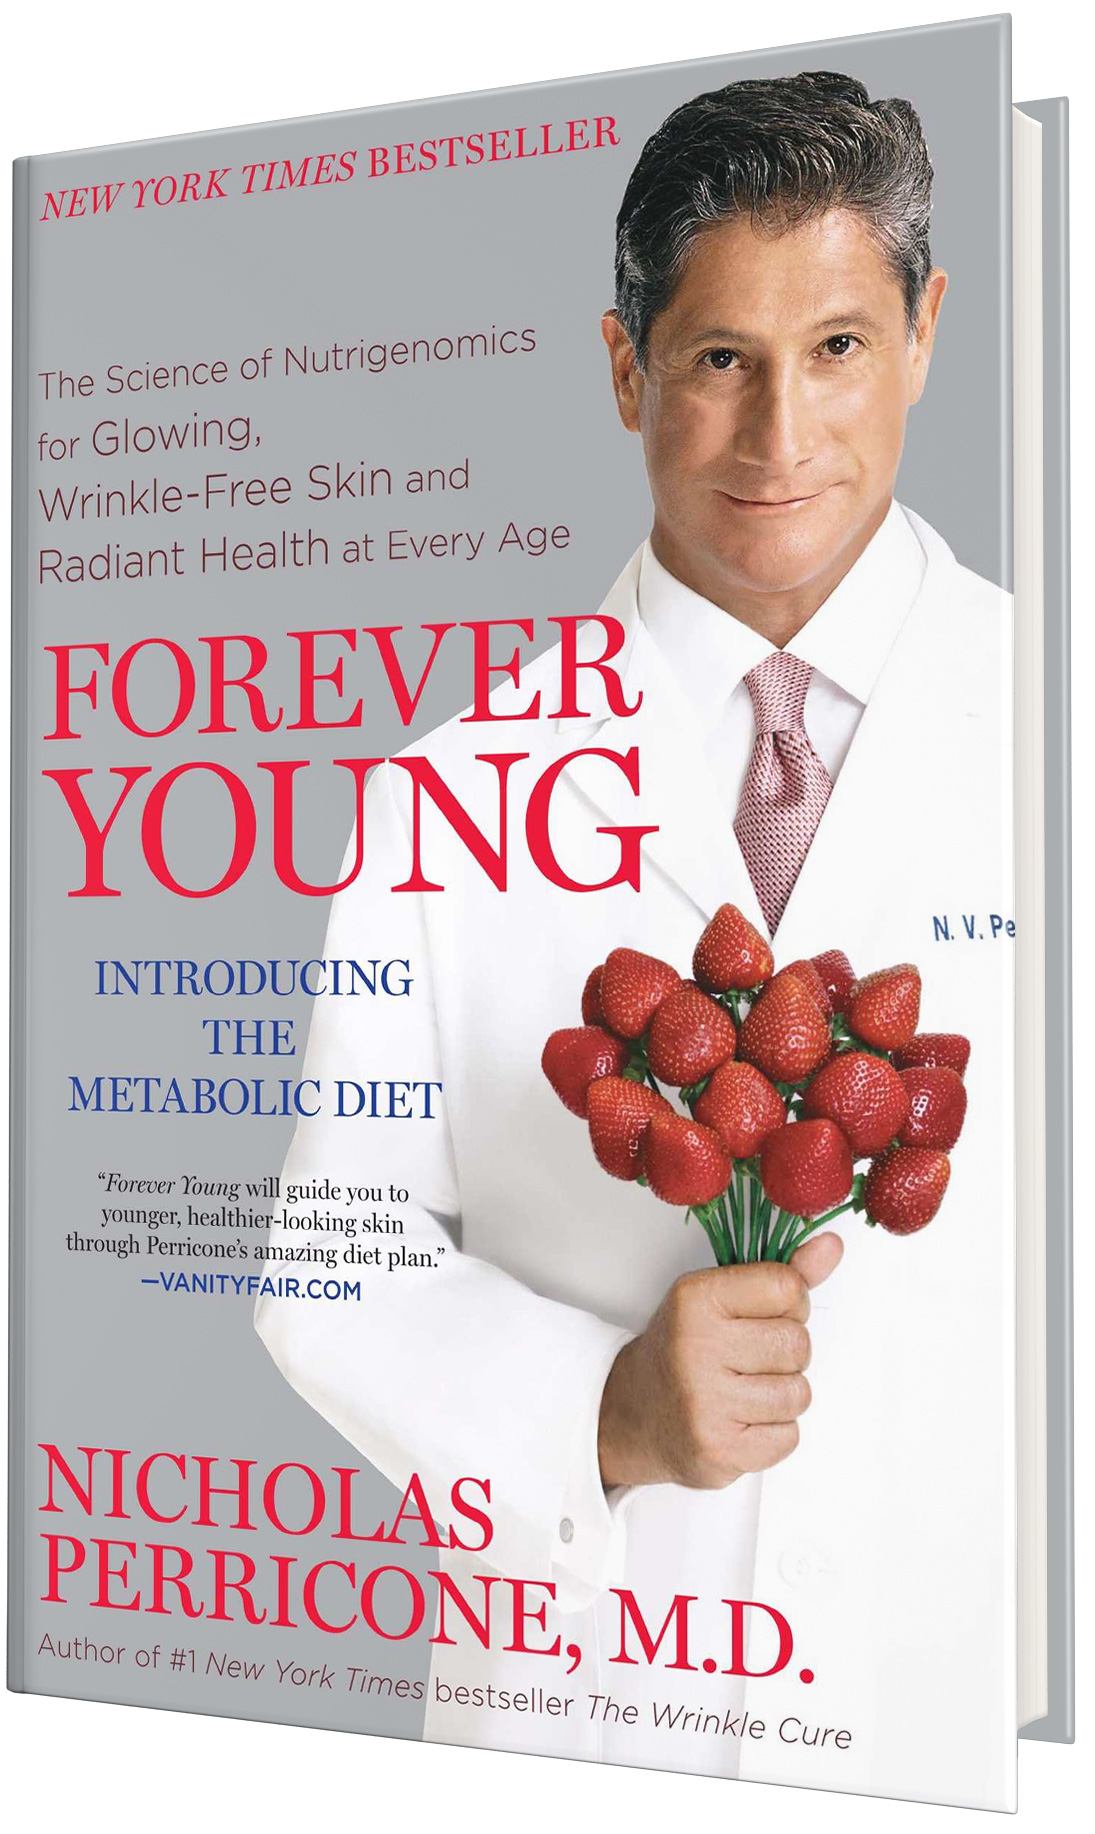 NEW YORK TIMES BESTSELLER
The Science of Nutrigenomics
for Glowing,
Wrinkle-Free Skin and
Radiant Health at Every Age
FOREVER
YOUNG
N. V. Pe
INTRODUCING
THE
METABOLIC DIET
“Forever Young will guide you to
younger, healthier-looking skin
through Perricone’s amazing diet plan.”
—VANITYFAIR.COM
NICHOLAS
PERRICONE, M.D.
Author of #1 New York Times bestseller The Wrinkle Cure